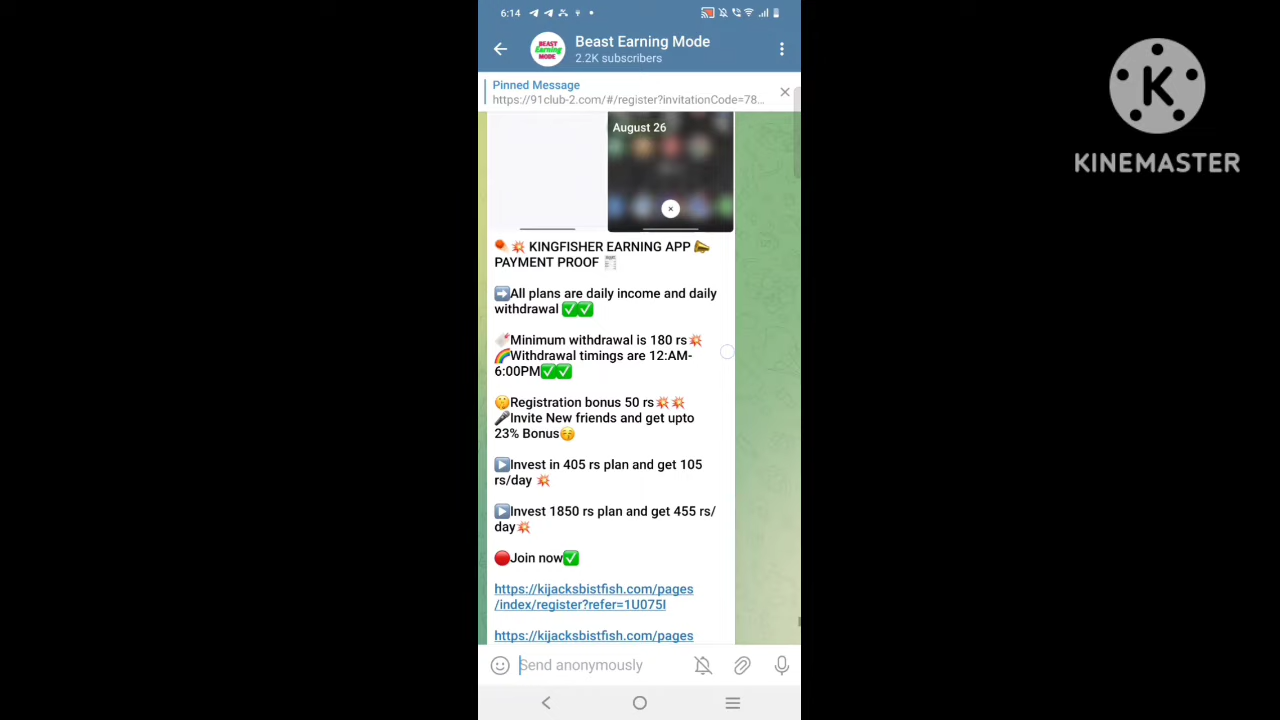 6:14
BEAST Earning MODE
Beast Earning Mode
2.2K subscribers
Pinned Message
https://91club-2.com/#/register?invitationCode=78...
August 26
KINGFISHER EARNING APP
PAYMENT PROOF
➡️All plans are daily income and daily
withdrawal ✅✅
Minimum withdrawal is 180 rs💥
🌈Withdrawal timings are 12:AM-
6:00PM✅✅
Registration bonus 50 rs💥💥
🎤Invite New friends and get upto
23% Bonus😚
▶️Invest in 405 rs plan and get 105
rs/day 💥
▶️Invest 1850 rs plan and get 455 rs/
day💥
🔴Join now✅
https://kijacksbistfish.com/pages
/index/register?refer=1U075I
https://kijacksbistfish.com/pages
Send anonymously
K
KINEMASTER